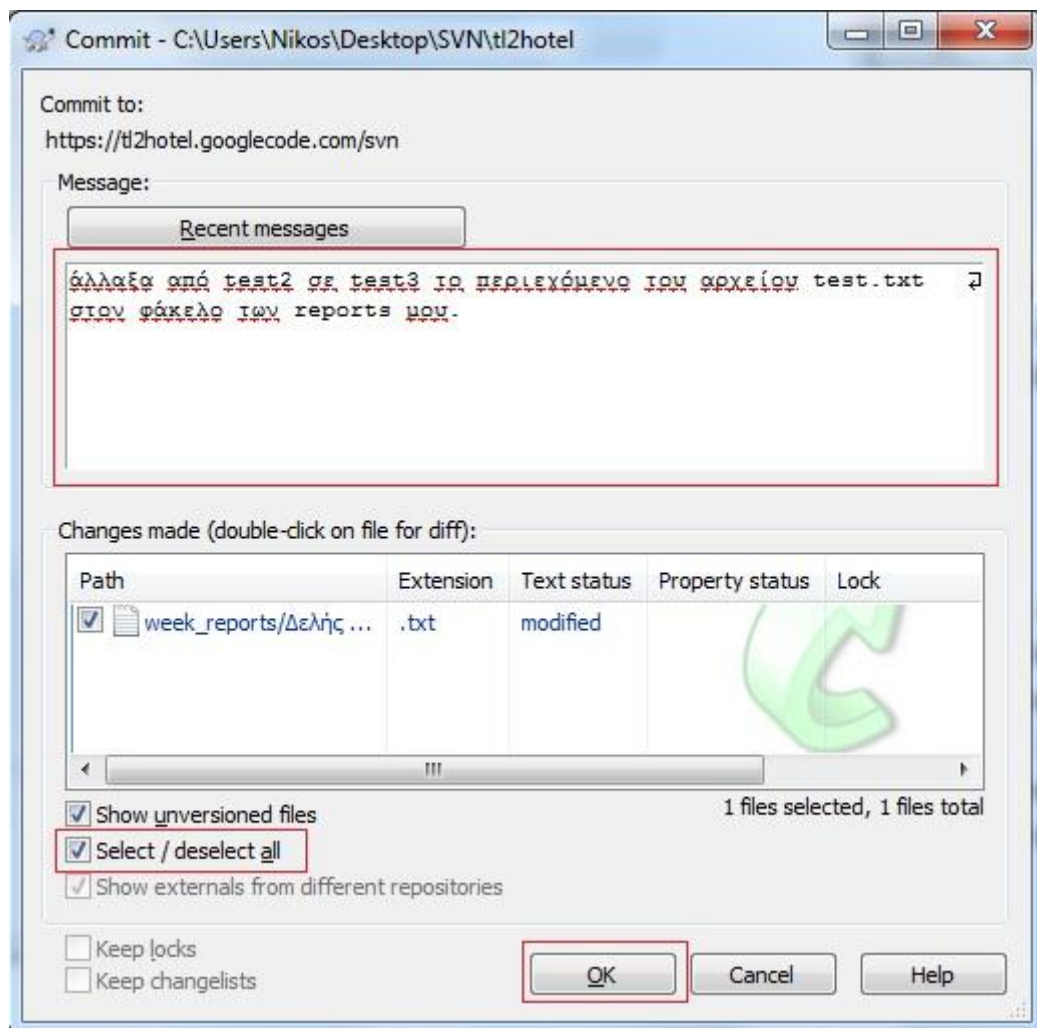 Commit - C:\Users\Nikos\Desktop\SVN\tl2hotel
Commit to:
https://tl2hotel.googlecode.com/svn
Message:
Recent messages
άλλαξα από test2 σε test3 το περιεχόμενο του αρχείου test.txt
στον φάκελο των reports μου.
Changes made (double-click on file for diff):
Path Extension Text status Property status Lock
week_reports/Δελής ... .txt modified
1 files selected, 1 files total
Show unversioned files
Select / deselect all
Show externals from different repositories
Keep locks
Keep changelists
OK Cancel Help